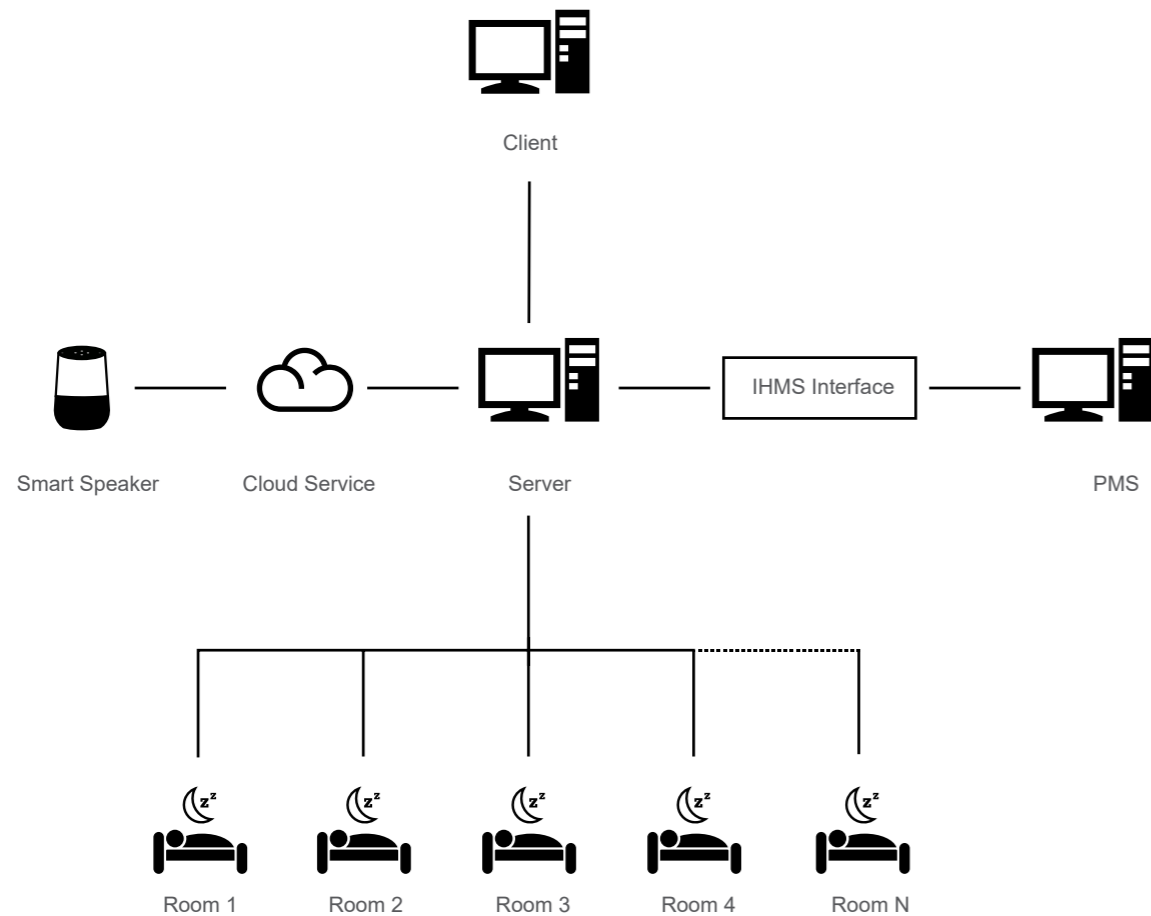 Client
IHMS Interface
Smart Speaker
Cloud Service
Server
PMS
z z
z z
z z
z z
z z
Room 1
Room 2
Room 3
Room 4
Room N